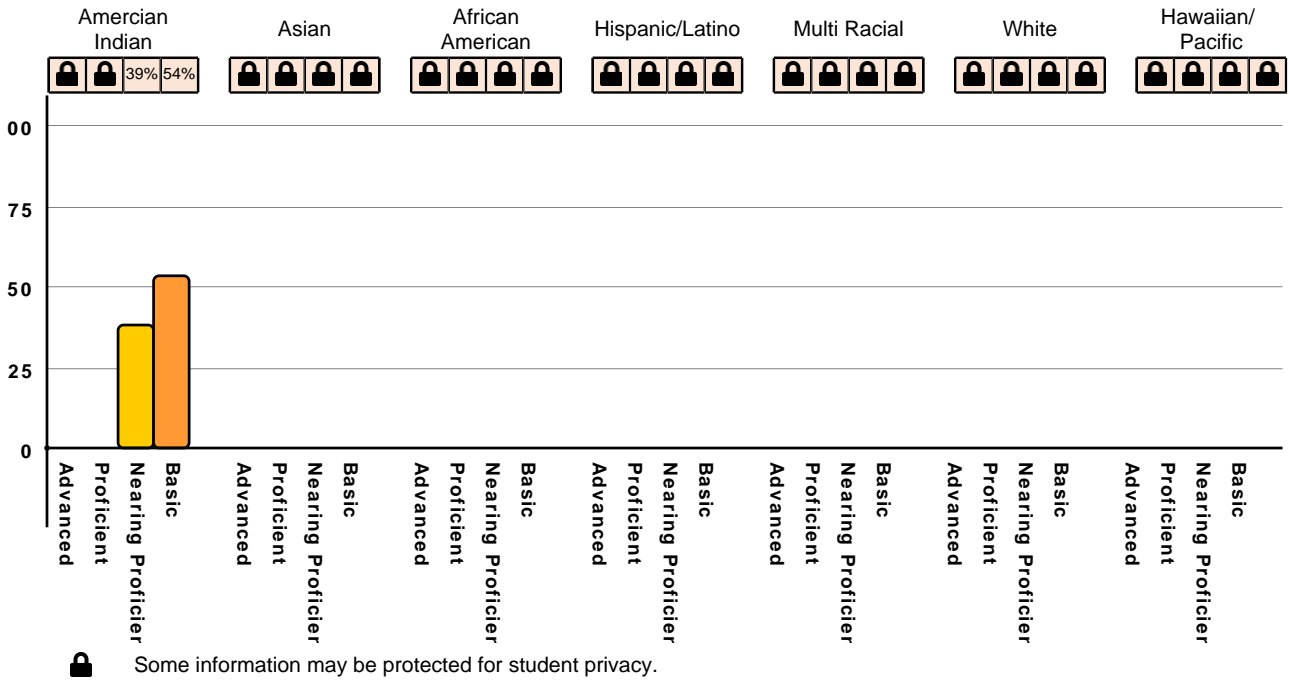 Amercian
Indian
Asian
African
American
Hispanic/Latino
Multi Racial
White
Hawaiian/
Pacific
39% 54%
00
75
50
25
0
Advanced
Proficient
Nearing Proficier
Basic
Advanced
Proficient
Nearing Proficier
Basic
Advanced
Proficient
Nearing Proficier
Basic
Advanced
Proficient
Nearing Proficier
Basic
Advanced
Proficient
Nearing Proficier
Basic
Advanced
Proficient
Nearing Proficier
Basic
Advanced
Proficient
Nearing Proficier
Basic
Some information may be protected for student privacy.